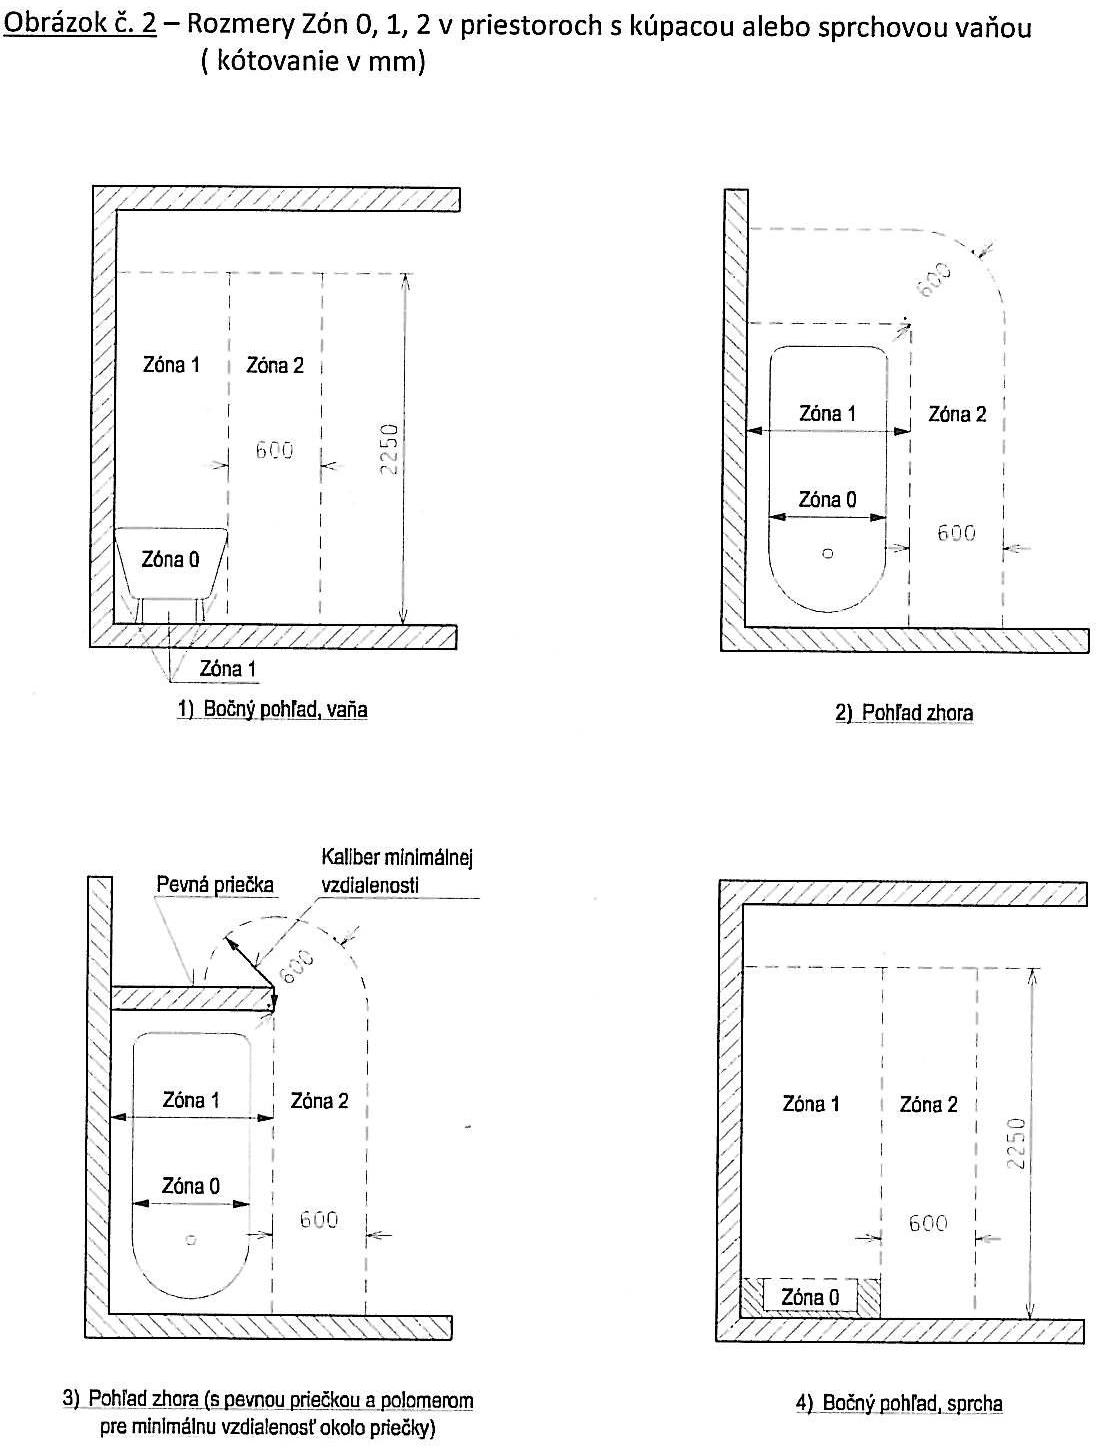 Obrázok č. 2 – Rozmery Zón 0, 1, 2 v priestoroch s kúpacou alebo sprchovou vaňou
( kótovanie v mm)
Zóna 1
Zóna 2
600
2250
Zóna 0
Zóna 1
1) Bočný pohľad, vaňa
600
Zóna 1
Zóna 2
Zóna 0
600
2) Pohľad zhora
Kaliber minimálnej
vzdialenosti
Pevná priečka
600
Zóna 1
Zóna 2
Zóna 0
600
3) Pohľad zhora (s pevnou priečkou a polomerom
pre minimálnu vzdialenosť okolo priečky)
Zóna 1
Zóna 2
2250
600
Zóna 0
4) Bočný pohľad, sprcha